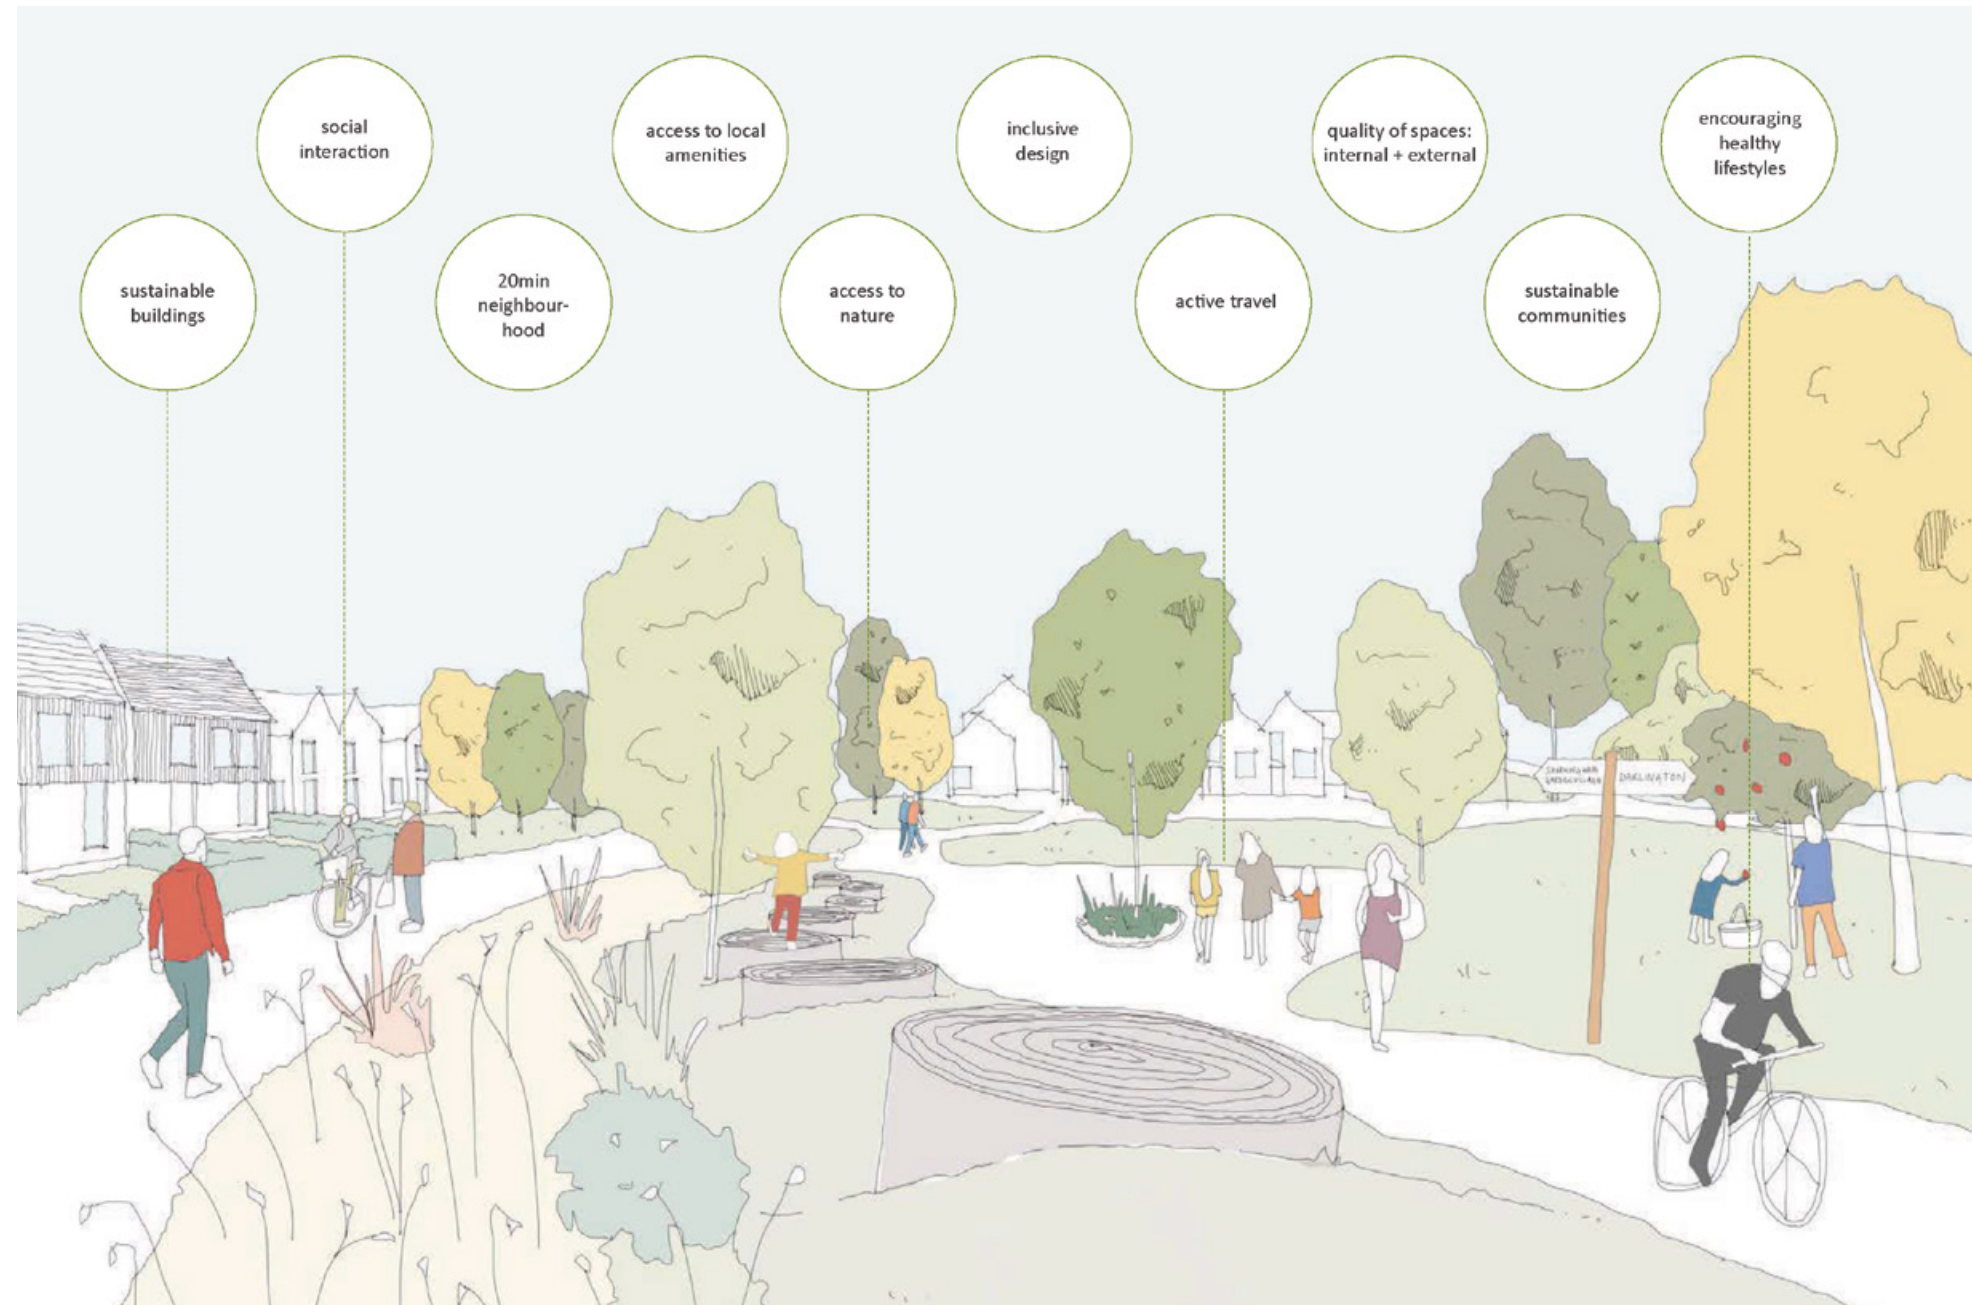 social
interaction
access to local
amenities
inclusive
design
quality of spaces:
internal + external
encouraging
healthy
lifestyles
sustainable
buildings
20min
neighbour-
hood
access to
nature
active travel
sustainable
communities
DARLINGTON